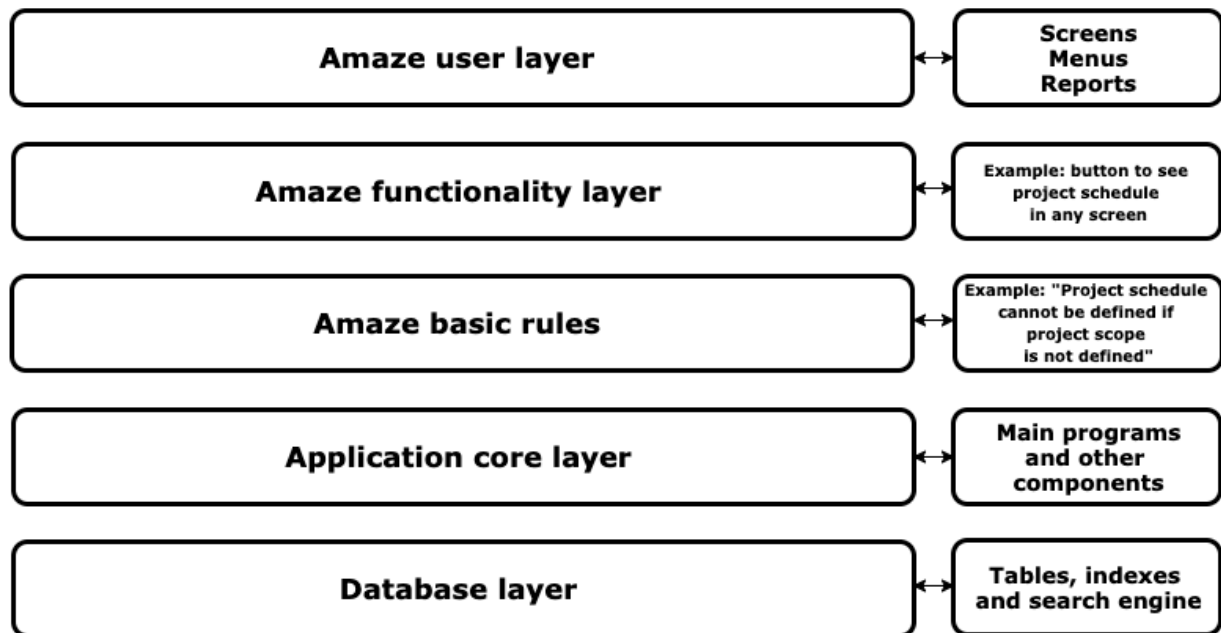 Amaze user layer
Screens
Menus
Reports
Amaze functionality layer
Example: button to see
project schedule
in any screen
Amaze basic rules
Example: "Project schedule
cannot be defined if
project scope
is not defined"
Application core layer
Main programs
and other
components
Database layer
Tables, indexes
and search engine